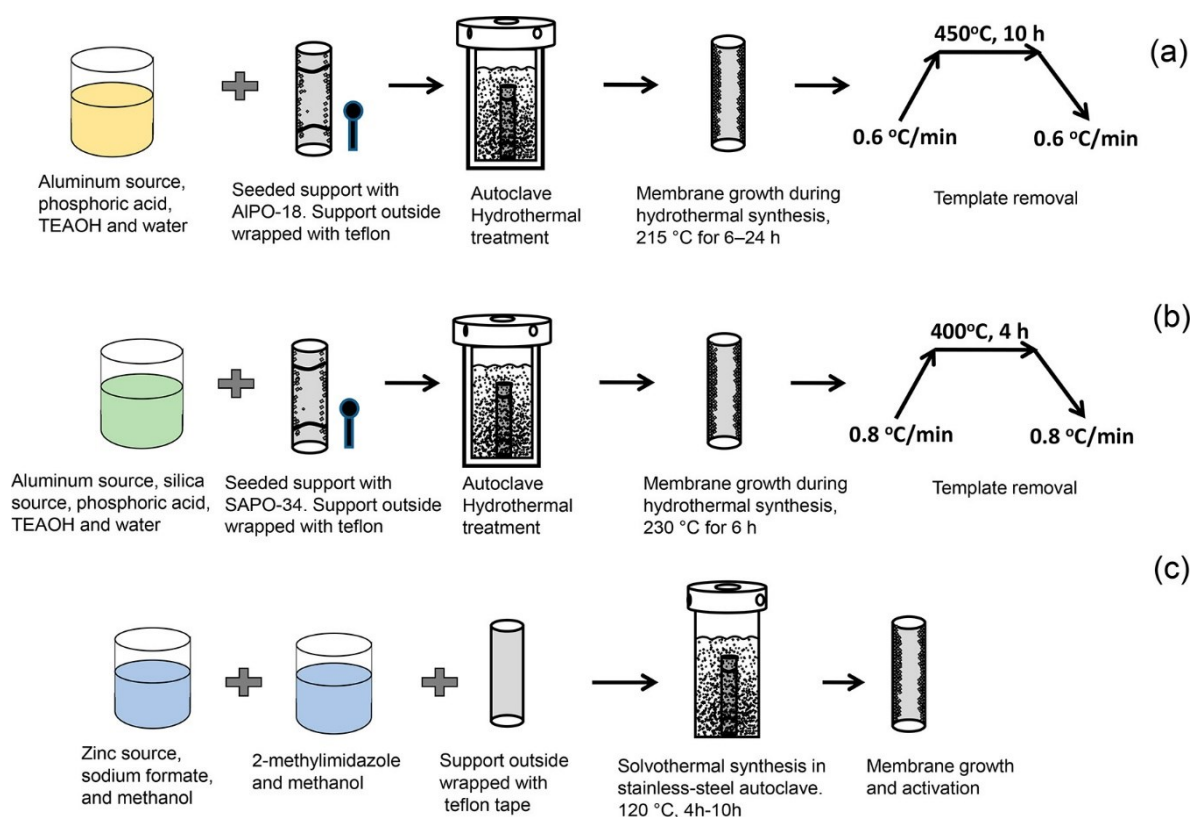 450°C, 10 h
(a)
0.6 °C/min
0.6 °C/min
Aluminum source,
phosphoric acid,
TEAOH and water
Seeded support with
AlPO-18. Support outside
wrapped with teflon
Autoclave
Hydrothermal
treatment
Membrane growth during
hydrothermal synthesis,
215 °C for 6–24 h
Template removal
(b)
400°C, 4 h
0.8 °C/min
0.8 °C/min
Aluminum source, silica
source, phosphoric acid,
TEAOH and water
Seeded support with
SAPO-34. Support outside
wrapped with teflon
Autoclave
Hydrothermal
treatment
Membrane growth during
hydrothermal synthesis,
230 °C for 6 h
Template removal
(c)
Zinc source,
sodium formate,
and methanol
2-methylimidazole
and methanol
Support outside
wrapped with
teflon tape
Solvothermal synthesis in
stainless-steel autoclave.
120 °C, 4h-10h
Membrane growth
and activation